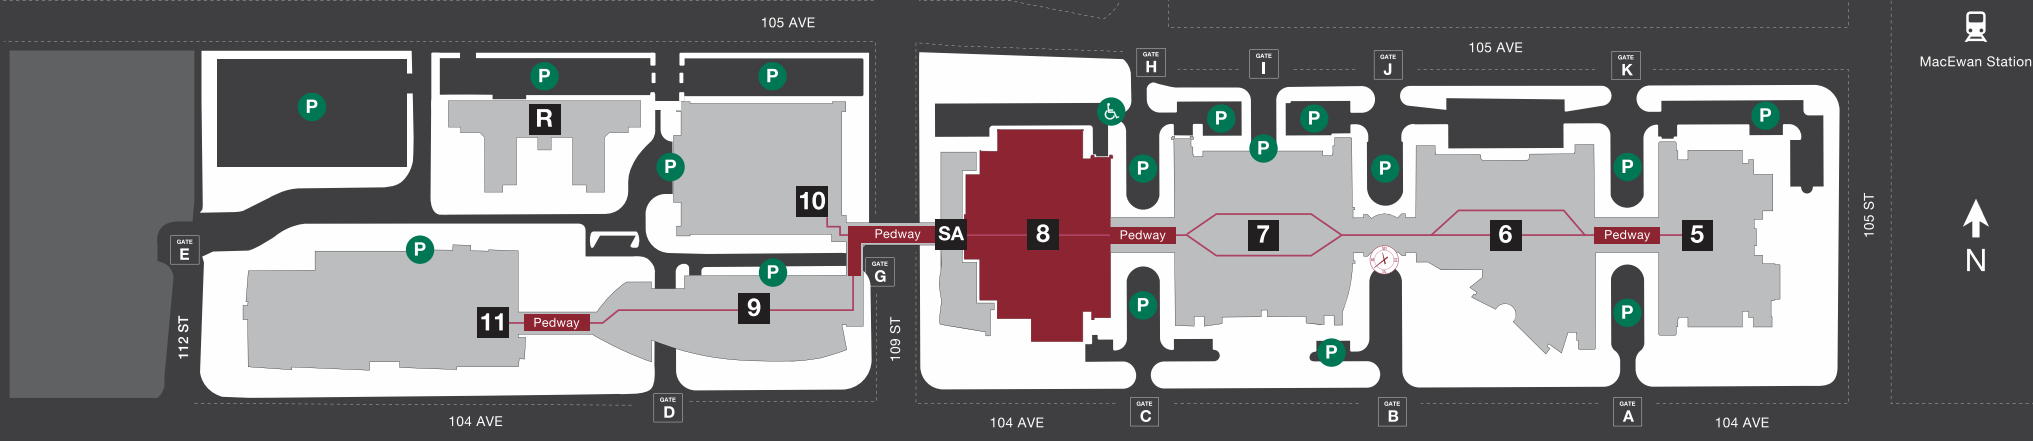 105 AVE
105 AVE
MacEwan Station
GATE
H
GATE
I
GATE
J
GATE
K
P
P
P
P
P
P
R
P
P
P
P
P
P
10
GATE
E
P
Pedway
SA
8
Pedway
7
6
Pedway
5
105 ST
N
GATE
G
P
9
11
Pedway
P
P
P
112 ST
109 ST
104 AVE
GATE
D
104 AVE
GATE
C
GATE
B
GATE
A
104 AVE